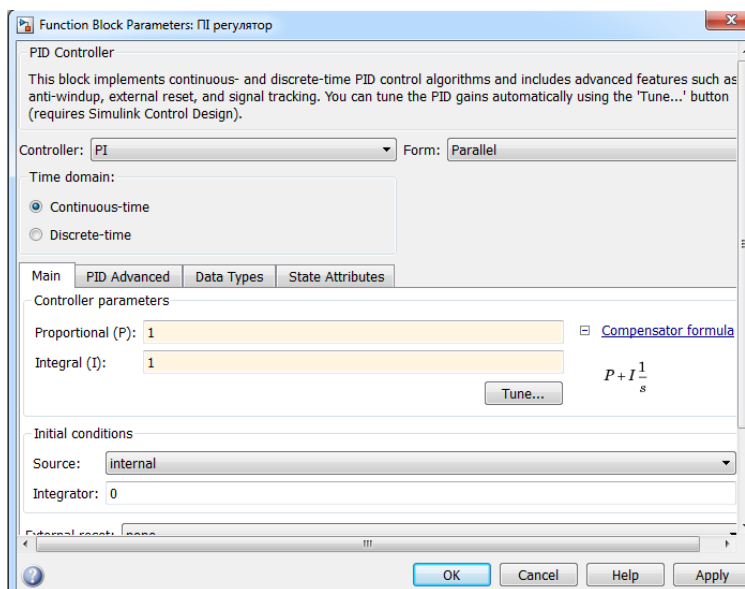 Function Block Parameters: ПІ регулятор
PID Controller
This block implements continuous- and discrete-time PID control algorithms and includes advanced features such as
anti-windup, external reset, and signal tracking. You can tune the PID gains automatically using the 'Tune...' button
(requires Simulink Control Design).
Controller: PI Form: Parallel
Time domain:
Continuous-time
Discrete-time
Main PID Advanced Data Types State Attributes
Controller parameters
Proportional (P): 1 Compensator formula
Integral (I): 1
P + I 1/s
Tune...
Initial conditions
Source: internal
Integrator: 0
External reset: none
OK Cancel Help Apply